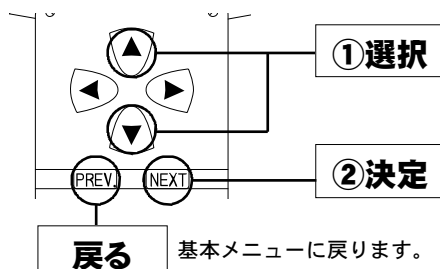 ①選択
PREV.
NEXT
②決定
戻る
基本メニューに戻ります。